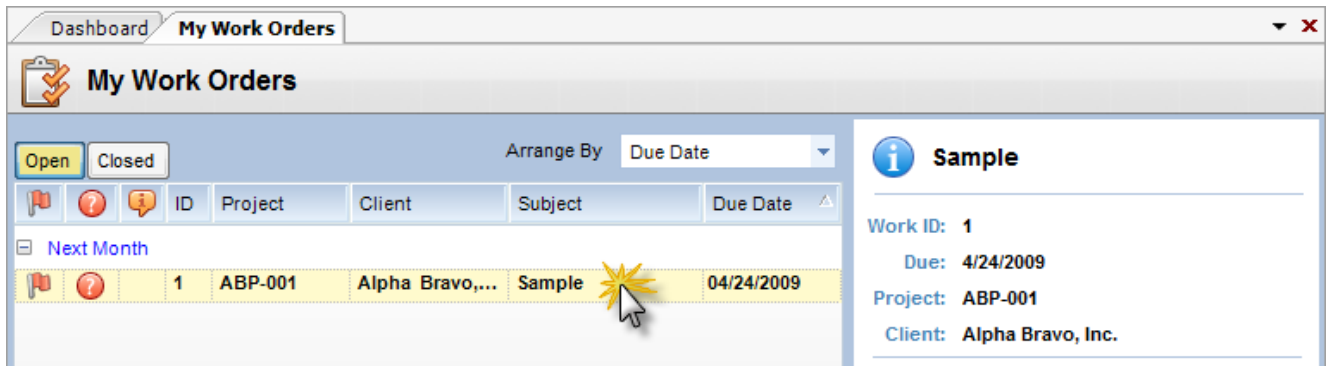 Dashboard My Work Orders
My Work Orders
Open Closed Arrange By Due Date
ID Project Client Subject Due Date
Next Month
1 ABP-001 Alpha Bravo,... Sample 04/24/2009
Sample
Work ID: 1
Due: 4/24/2009
Project: ABP-001
Client: Alpha Bravo, Inc.